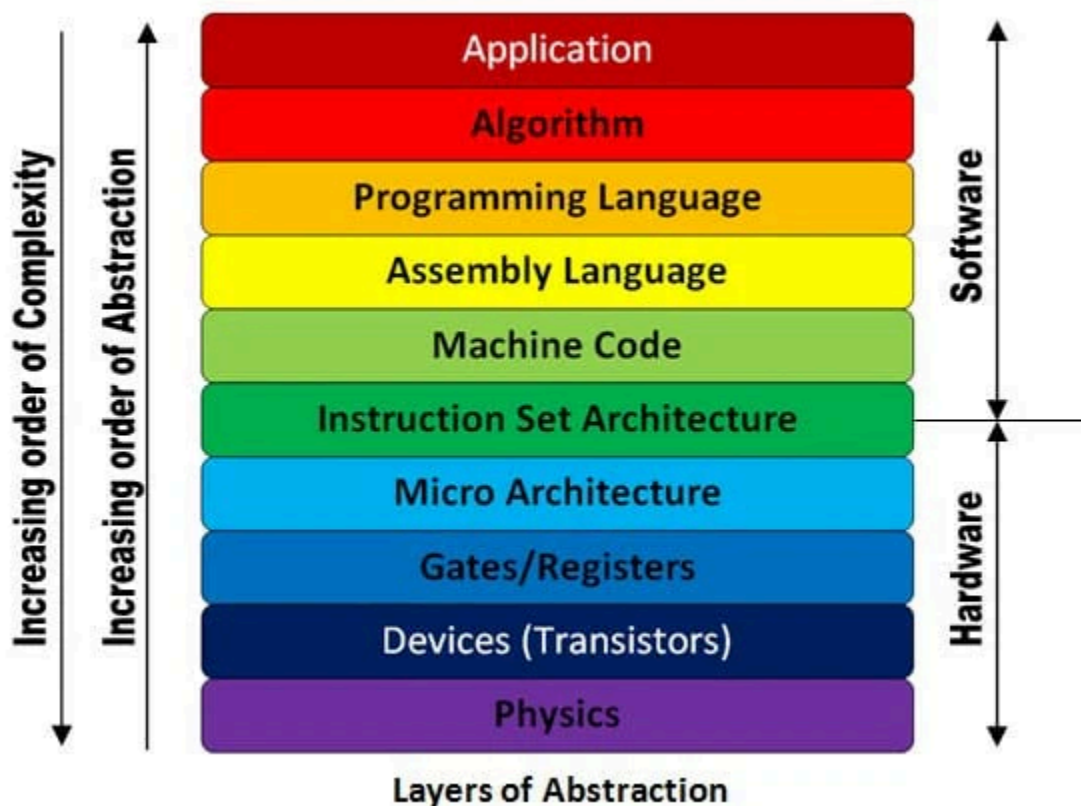 Application
Algorithm
Programming Language
Assembly Language
Machine Code
Instruction Set Architecture
Micro Architecture
Gates/Registers
Devices (Transistors)
Physics
Increasing order of Complexity
Increasing order of Abstraction
Software
Hardware
Layers of Abstraction